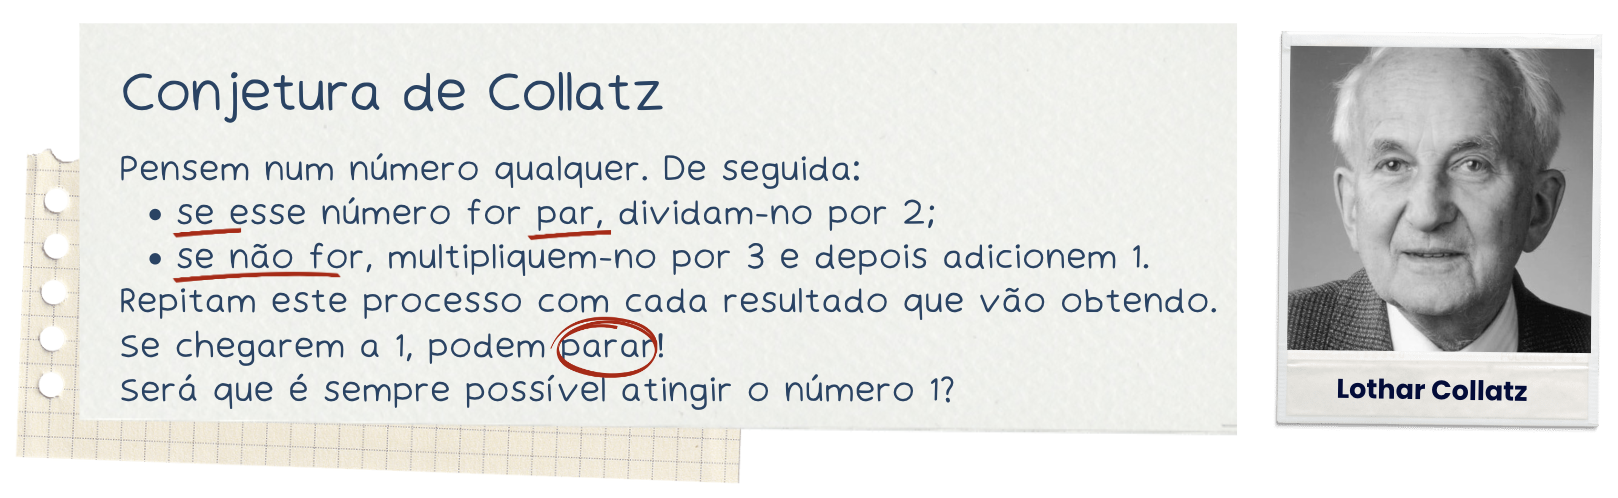 Conjetura de Collatz
Pensem num número qualquer. De seguida:
• se esse número for par, dividam-no por 2;
• se não for, multipliquem-no por 3 e depois adicionem 1.
Repitam este processo com cada resultado que vão obtendo.
Se chegarem a 1, podem parar!
Será que é sempre possível atingir o número 1?
Lothar Collatz